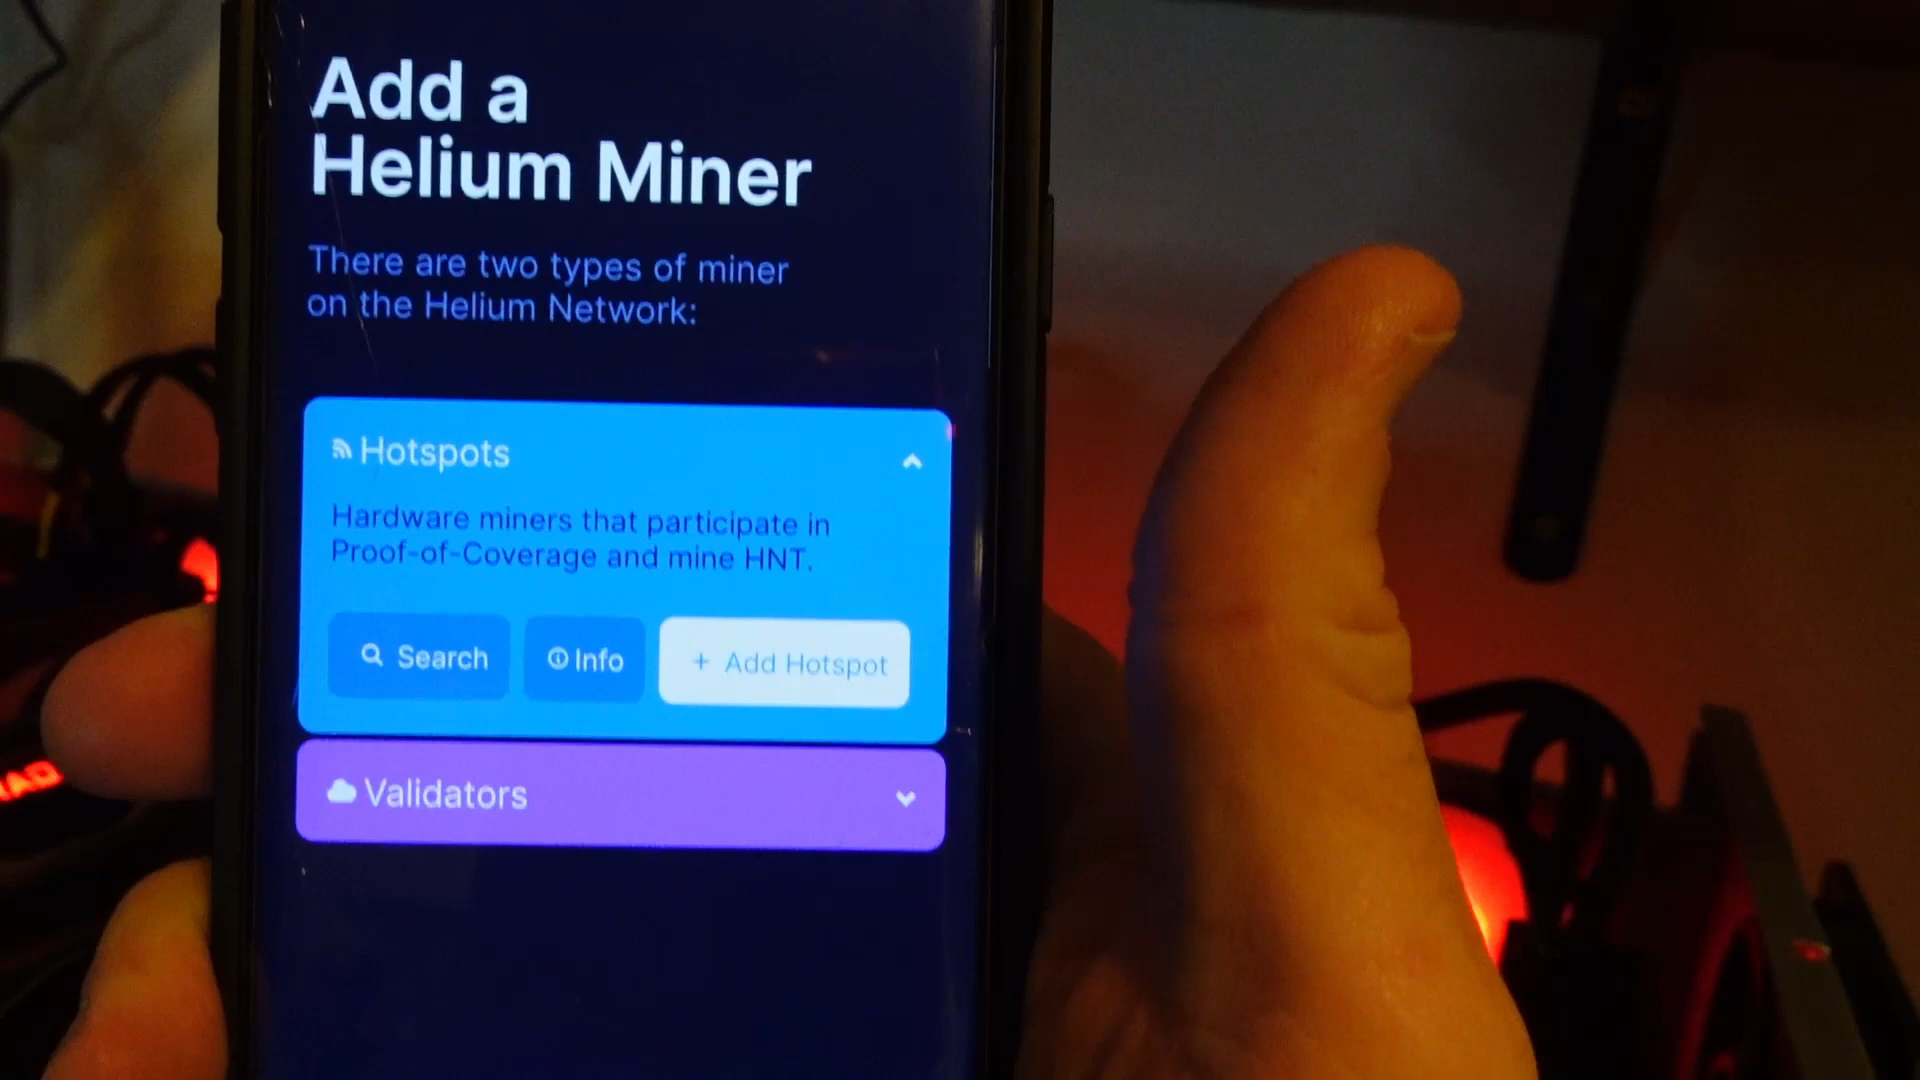 Add a
Helium Miner
There are two types of miner
on the Helium Network:
Hotspots
Hardware miners that participate in
Proof-of-Coverage and mine HNT.
Search
Info
+ Add Hotspot
Validators